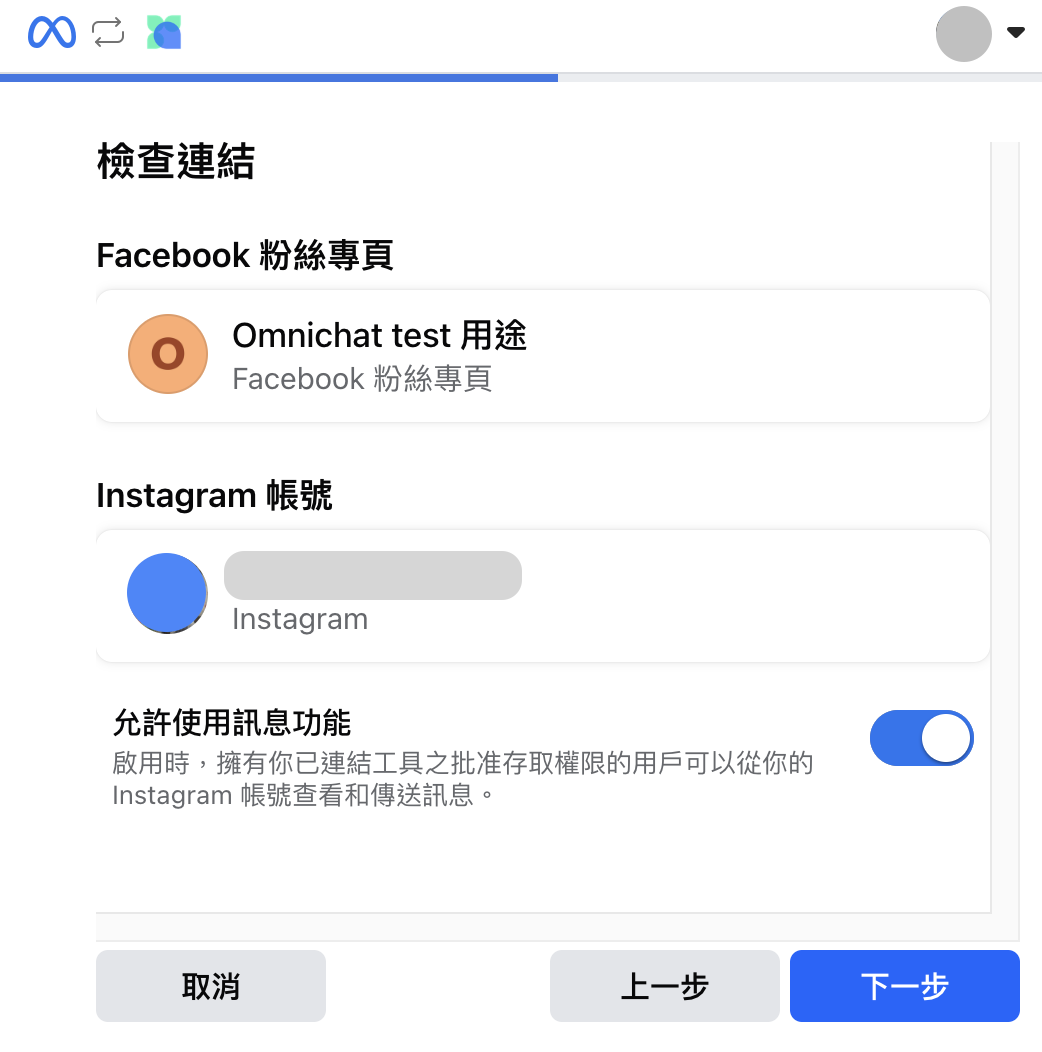 檢查連結
Facebook 粉絲專頁
O
Omnichat test 用途
Facebook 粉絲專頁
Instagram 帳號
Instagram
允許使用訊息功能
啟用時，擁有你已連結工具之批准存取權限的用戶可以從你的
Instagram 帳號查看和傳送訊息。
取消
上一步
下一步